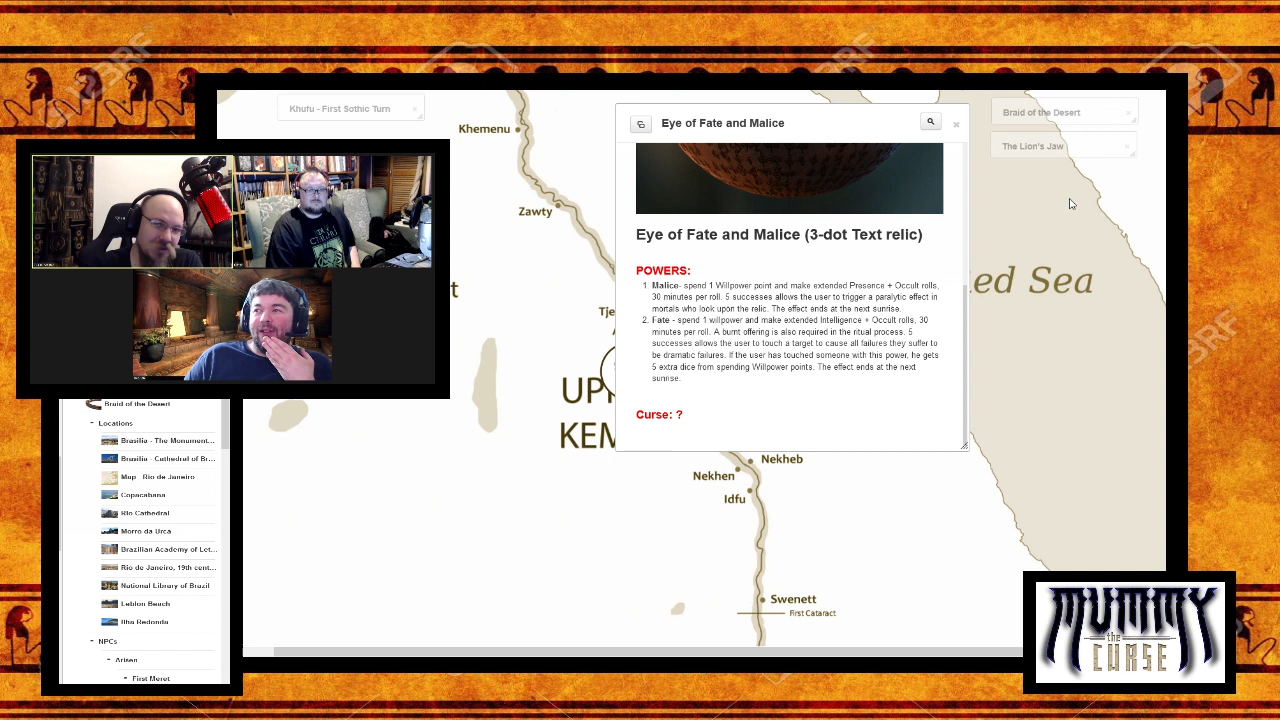 Khufu - First Sothic Turn
Khemenu
Zawty
Tje
UP
KEM
Nekheb
Nekhen
Idfu
Swenett
First Cataract
ed Sea
Eye of Fate and Malice
Eye of Fate and Malice (3-dot Text relic)
POWERS:
1. Malice- spend 1 Willpower point and make extended Presence + Occult rolls,
30 minutes per roll. 5 successes allows the user to trigger a paralytic effect in
mortals who look upon the relic. The effect ends at the next sunrise.
2. Fate - spend 1 willpower and make extended Intelligence + Occult rolls, 30
minutes per roll. A burnt offering is also required in the ritual process. 5
successes allows the user to touch a target to cause all failures they suffer to
be dramatic failures. If the user has touched someone with this power, he gets
5 extra dice from spending Willpower points. The effect ends at the next
sunrise.
Curse: ?
Braid of the Desert
The Lion's Jaw
Braid of the Desert
Locations
Brasilia - The Monument...
Brasilia - Cathedral of Br...
Map - Rio de Janeiro
Copacabana
Rio Cathedral
Morro da Urca
Brazilian Academy of Let...
Rio de Janeiro, 19th cent...
National Library of Brazil
Leblon Beach
Ilha Redonda
NPCs
Arisen
First Meret
MUMMY
the
CURSE